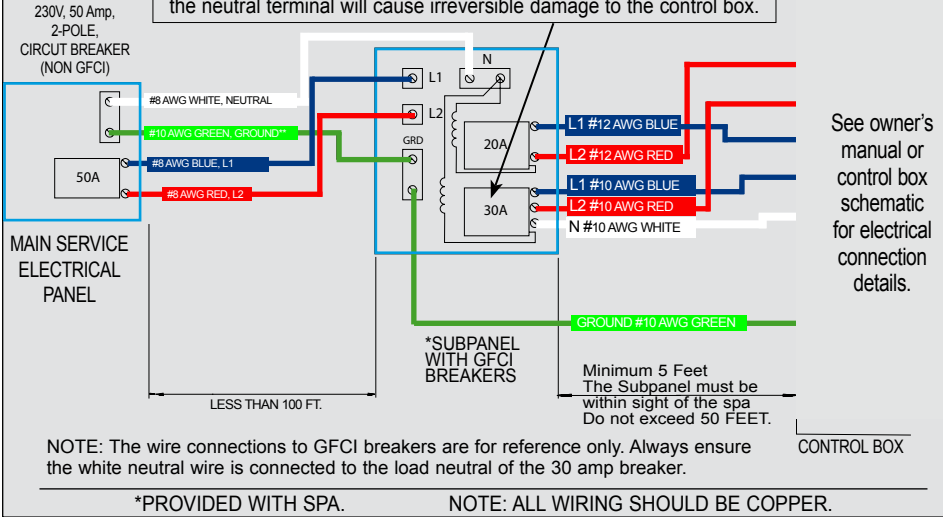 the neutral terminal will cause irreversible damage to the control box.
230V, 50 Amp,
2-POLE,
CIRCUT BREAKER
(NON GFCI)
N
L1
L2
GRD
#8 AWG WHITE, NEUTRAL
#10 AWG GREEN, GROUND**
#8 AWG BLUE, L1
#8 AWG RED, L2
50A
20A
30A
L1 #12 AWG BLUE
L2 #12 AWG RED
L1 #10 AWG BLUE
L2 #10 AWG RED
N #10 AWG WHITE
GROUND #10 AWG GREEN
See owner's
manual or
control box
schematic
for electrical
connection
details.
MAIN SERVICE
ELECTRICAL
PANEL
*SUBPANEL
WITH GFCI
BREAKERS
LESS THAN 100 FT.
Minimum 5 Feet
The Subpanel must be
within sight of the spa
Do not exceed 50 FEET.
CONTROL BOX
NOTE: The wire connections to GFCI breakers are for reference only. Always ensure
the white neutral wire is connected to the load neutral of the 30 amp breaker.
*PROVIDED WITH SPA. NOTE: ALL WIRING SHOULD BE COPPER.